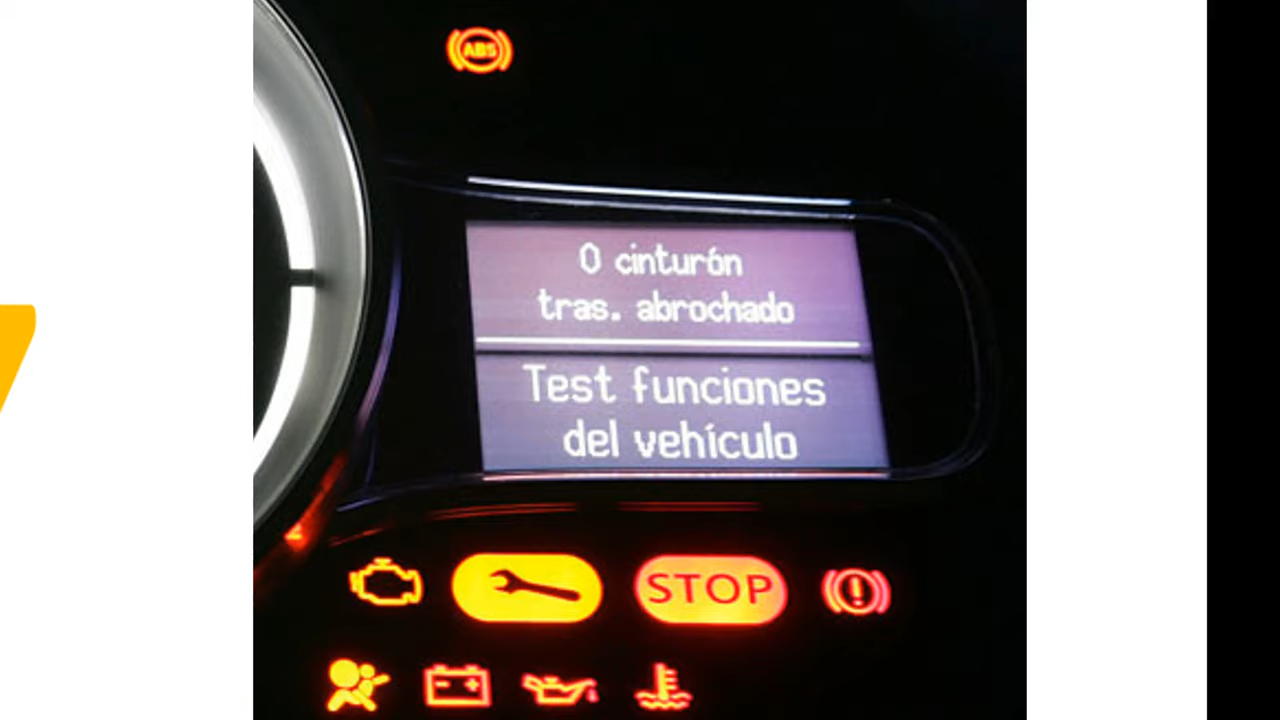 ABS
0 cinturón
tras. abrochado
Test funciones
del vehículo
STOP